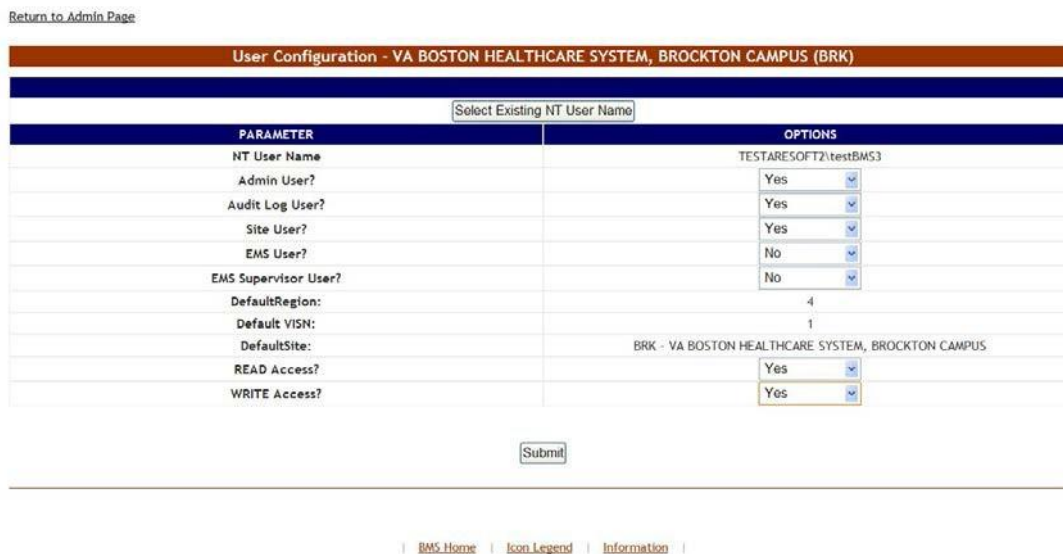 Return to Admin Page
User Configuration - VA BOSTON HEALTHCARE SYSTEM, BROCKTON CAMPUS (BRK)
Select Existing NT User Name
PARAMETER OPTIONS
NT User Name TESTARESOFT2\testBMS3
Admin User? Yes
Audit Log User? Yes
Site User? Yes
EMS User? No
EMS Supervisor User? No
DefaultRegion: 4
Default VISN: 1
DefaultSite: BRK - VA BOSTON HEALTHCARE SYSTEM, BROCKTON CAMPUS
READ Access? Yes
WRITE Access? Yes
Submit
| BMS Home | Icon Legend | Information |